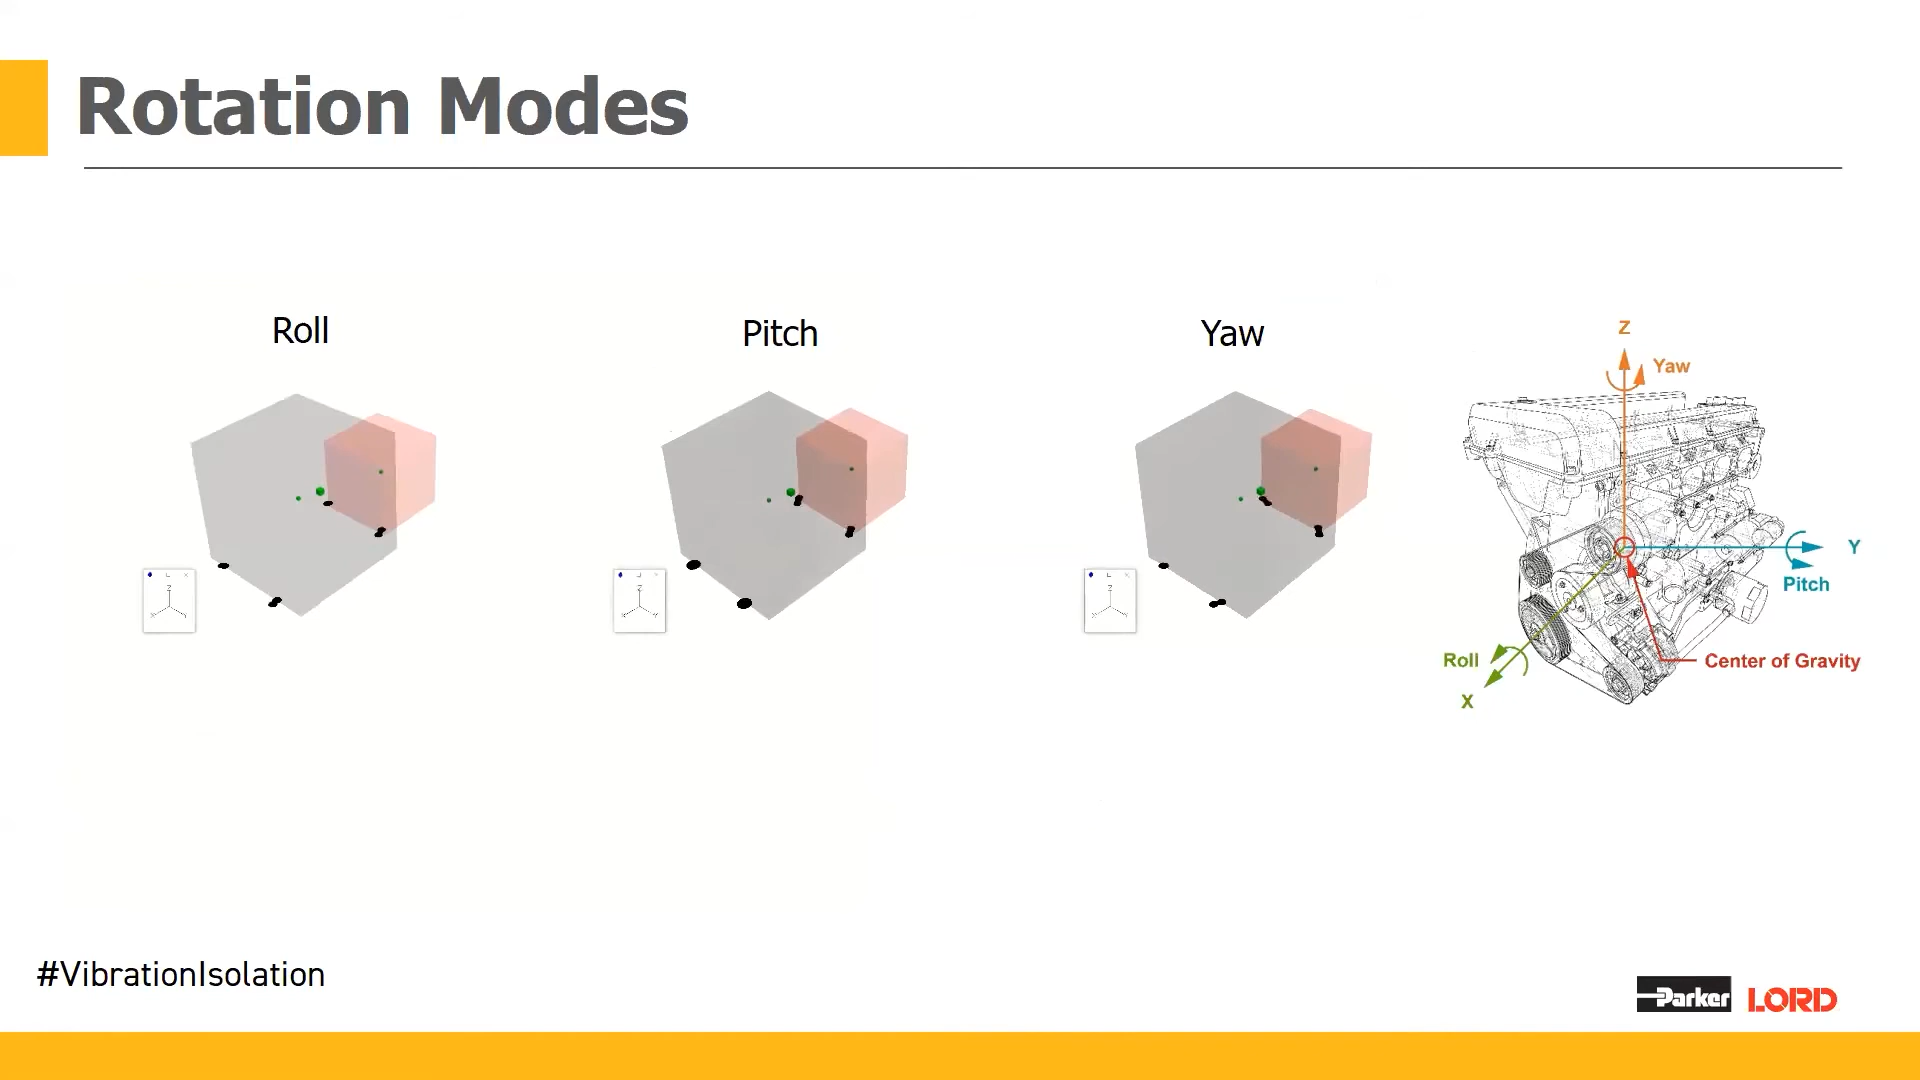 Rotation Modes
Roll
Pitch
Yaw
Z
Yaw
Y
Pitch
Roll
X
Center of Gravity
Z
Z
Z
#VibrationIsolation
Parker LORD